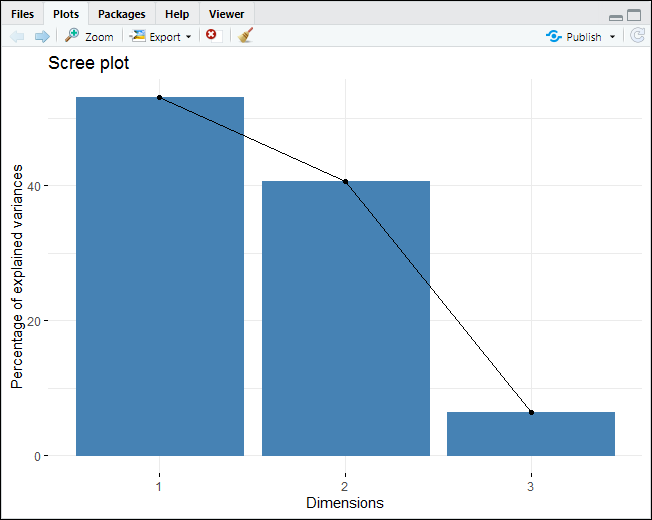 Files Plots Packages Help Viewer
Zoom Export Publish
Scree plot
Percentage of explained variances
40
20
0
1 2 3
Dimensions